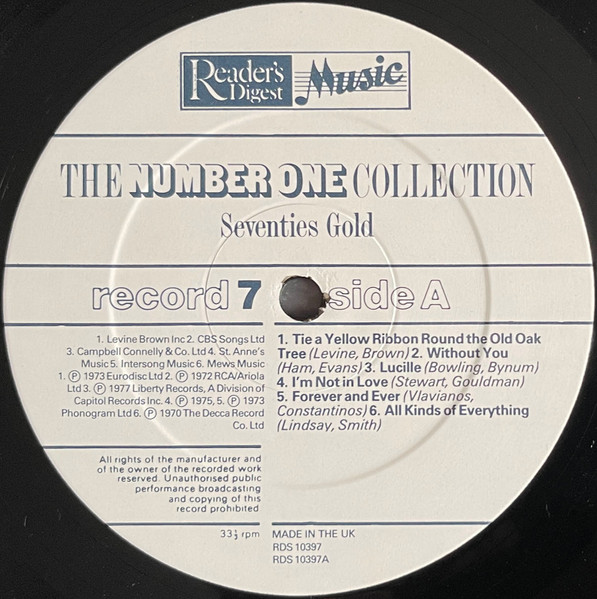 Reader's Digest Music
THE NUMBER ONE COLLECTION
Seventies Gold
record 7 side A
1. Levine Brown Inc 2. CBS Songs Ltd
3. Campbell Connelly & Co. Ltd 4. St. Anne's
Music 5. Intersong Music 6. Mews Music
1. Ⓟ 1973 Eurodisc Ltd 2. Ⓟ 1972 RCA/Ariola
Ltd 3. Ⓟ 1977 Liberty Records, A Division of
Capitol Records Inc. 4. Ⓟ 1975, 5. Ⓟ 1973
Phonogram Ltd 6. Ⓟ 1970 The Decca Record
Co. Ltd
All rights of the manufacturer and
of the owner of the recorded work
reserved. Unauthorised public
performance broadcasting
and copying of this
record prohibited
33⅓ rpm
1. Tie a Yellow Ribbon Round the Old Oak
Tree (Levine, Brown) 2. Without You
(Ham, Evans) 3. Lucille (Bowling, Bynum)
4. I'm Not in Love (Stewart, Gouldman)
5. Forever and Ever (Vlavianos,
Constantinos) 6. All Kinds of Everything
(Lindsay, Smith)
MADE IN THE UK
RDS 10397
RDS 10397A